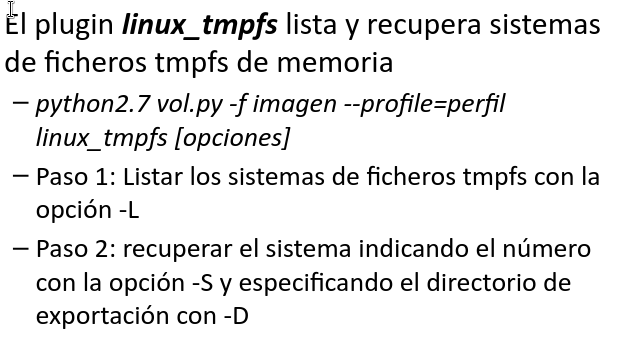 El plugin linux_tmpfs lista y recupera sistemas
de ficheros tmpfs de memoria
– python2.7 vol.py -f imagen --profile=perfil
linux_tmpfs [opciones]
– Paso 1: Listar los sistemas de ficheros tmpfs con la
opción -L
– Paso 2: recuperar el sistema indicando el número
con la opción -S y especificando el directorio de
exportación con -D